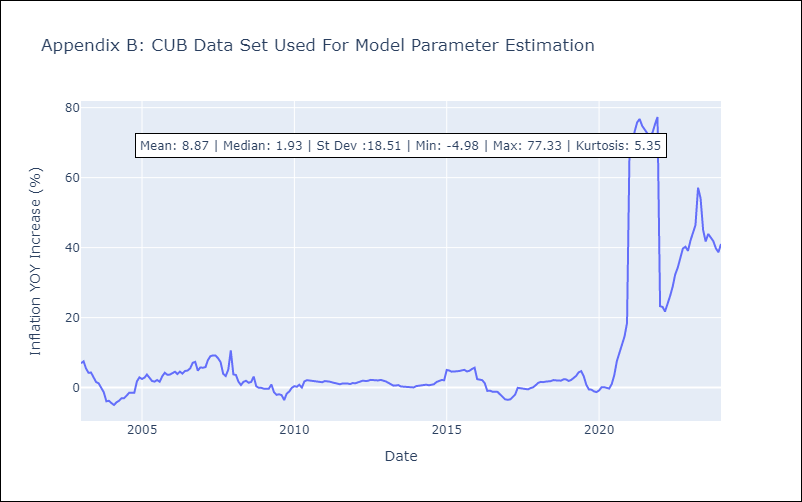 Appendix B: CUB Data Set Used For Model Parameter Estimation
80
Mean: 8.87 | Median: 1.93 | St Dev :18.51 | Min: -4.98 | Max: 77.33 | Kurtosis: 5.35
60
40
20
0
Inflation YOY Increase (%)
2005
2010
2015
2020
Date